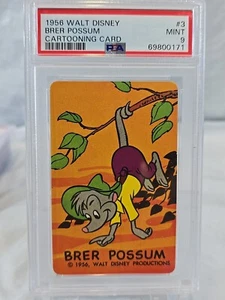 1956 WALT DISNEY #3
BRER POSSUM MINT
CARTOONING CARD PSA 9
69800171
BRER POSSUM
© 1956, WALT DISNEY PRODUCTIONS